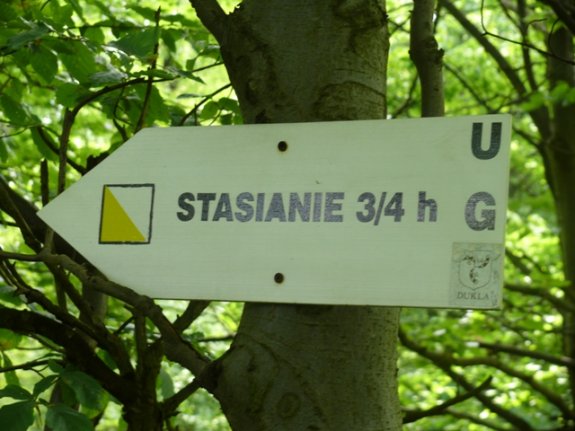 STASIANIE 3/4 h
U
G
DUKLA